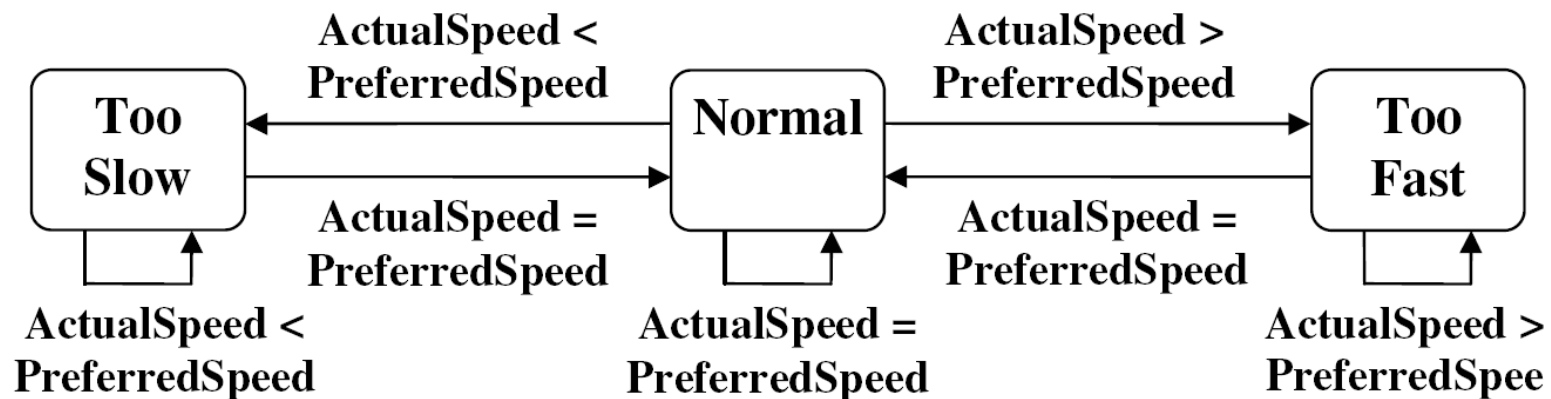 ActualSpeed <
PreferredSpeed
ActualSpeed >
PreferredSpeed
Too
Slow
Normal
Too
Fast
ActualSpeed =
PreferredSpeed
ActualSpeed =
PreferredSpeed
ActualSpeed <
PreferredSpeed
ActualSpeed =
PreferredSpeed
ActualSpeed >
PreferredSpee